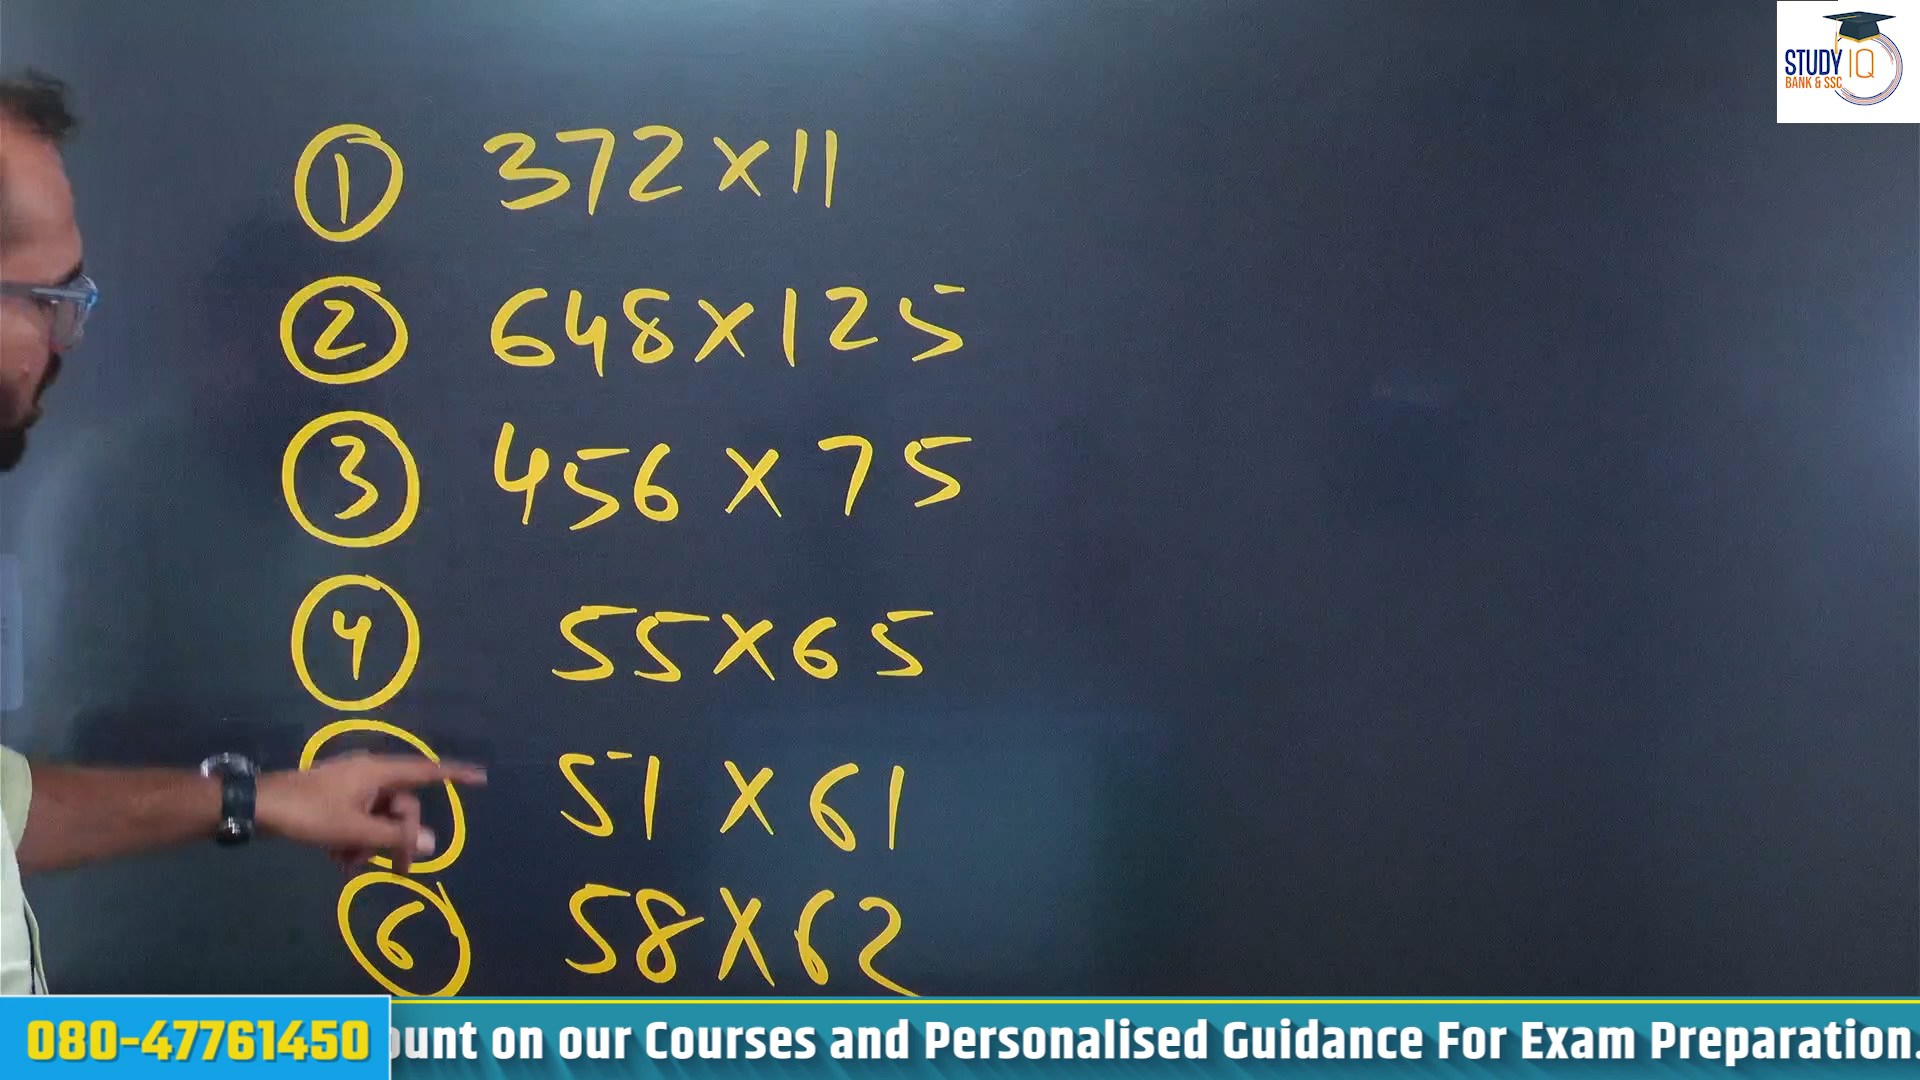 STUDY IQ
BANK & SSC
1 372×11
2 648×125
3 456×75
4 55×65
51×61
6 58×62
080-47761450
ount on our Courses and Personalised Guidance For Exam Preparation.